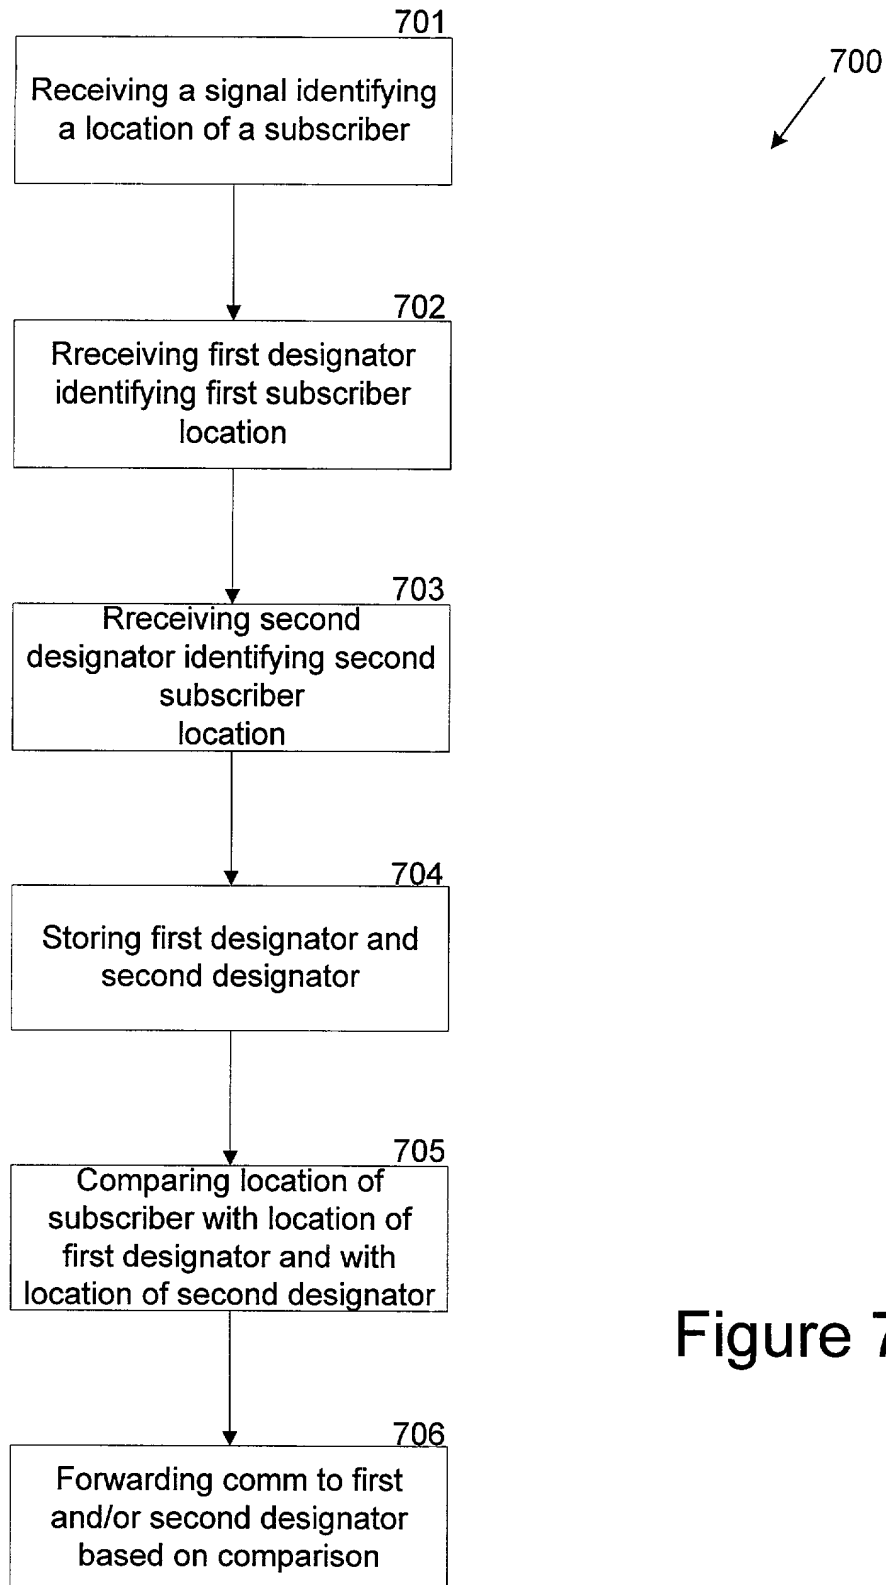 701
700
Receiving a signal identifying
a location of a subscriber
702
Rreceiving first designator
identifying first subscriber
location
703
Rreceiving second
designator identifying second
subscriber
location
704
Storing first designator and
second designator
705
Comparing location of
subscriber with location of
first designator and with
location of second designator
Figure 7
706
Forwarding comm to first
and/or second designator
based on comparison